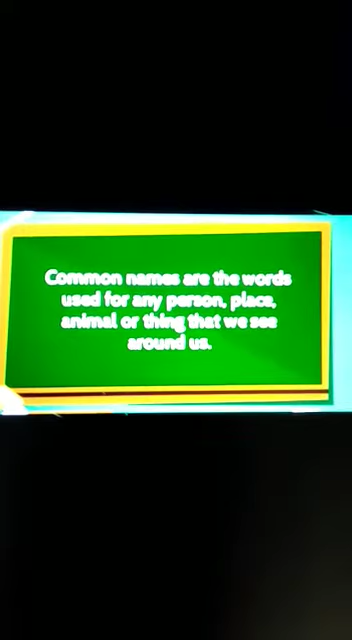 Common names are the words
used for any person, place,
animal or thing that we see
around us.